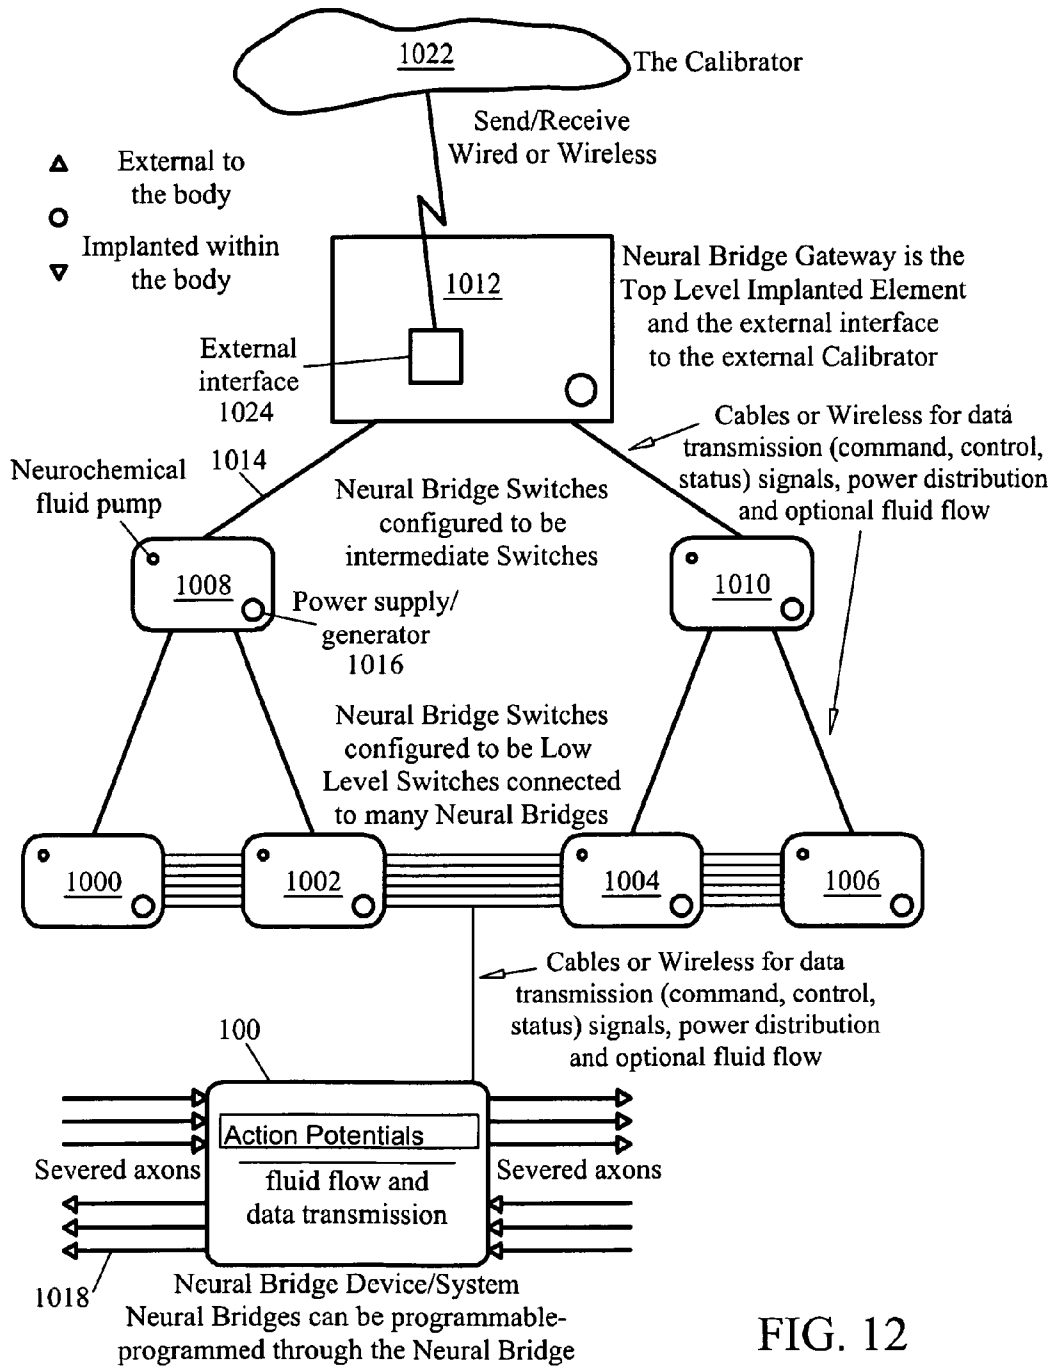 1022
The Calibrator
Send/Receive
Wired or Wireless
External to
the body
Implanted within
the body
1012
Neural Bridge Gateway is the
Top Level Implanted Element
and the external interface
to the external Calibrator
External
interface
1024
Cables or Wireless for data
transmission (command, control,
status) signals, power distribution
and optional fluid flow
Neurochemical
fluid pump
1014
Neural Bridge Switches
configured to be
intermediate Switches
1008
1010
Power supply/
generator
1016
Neural Bridge Switches
configured to be Low
Level Switches connected
to many Neural Bridges
1000
1002
1004
1006
Cables or Wireless for data
transmission (command, control,
status) signals, power distribution
and optional fluid flow
100
Action Potentials
Severed axons
fluid flow and
data transmission
Severed axons
1018
Neural Bridge Device/System
Neural Bridges can be programmable-
programmed through the Neural Bridge
FIG. 12